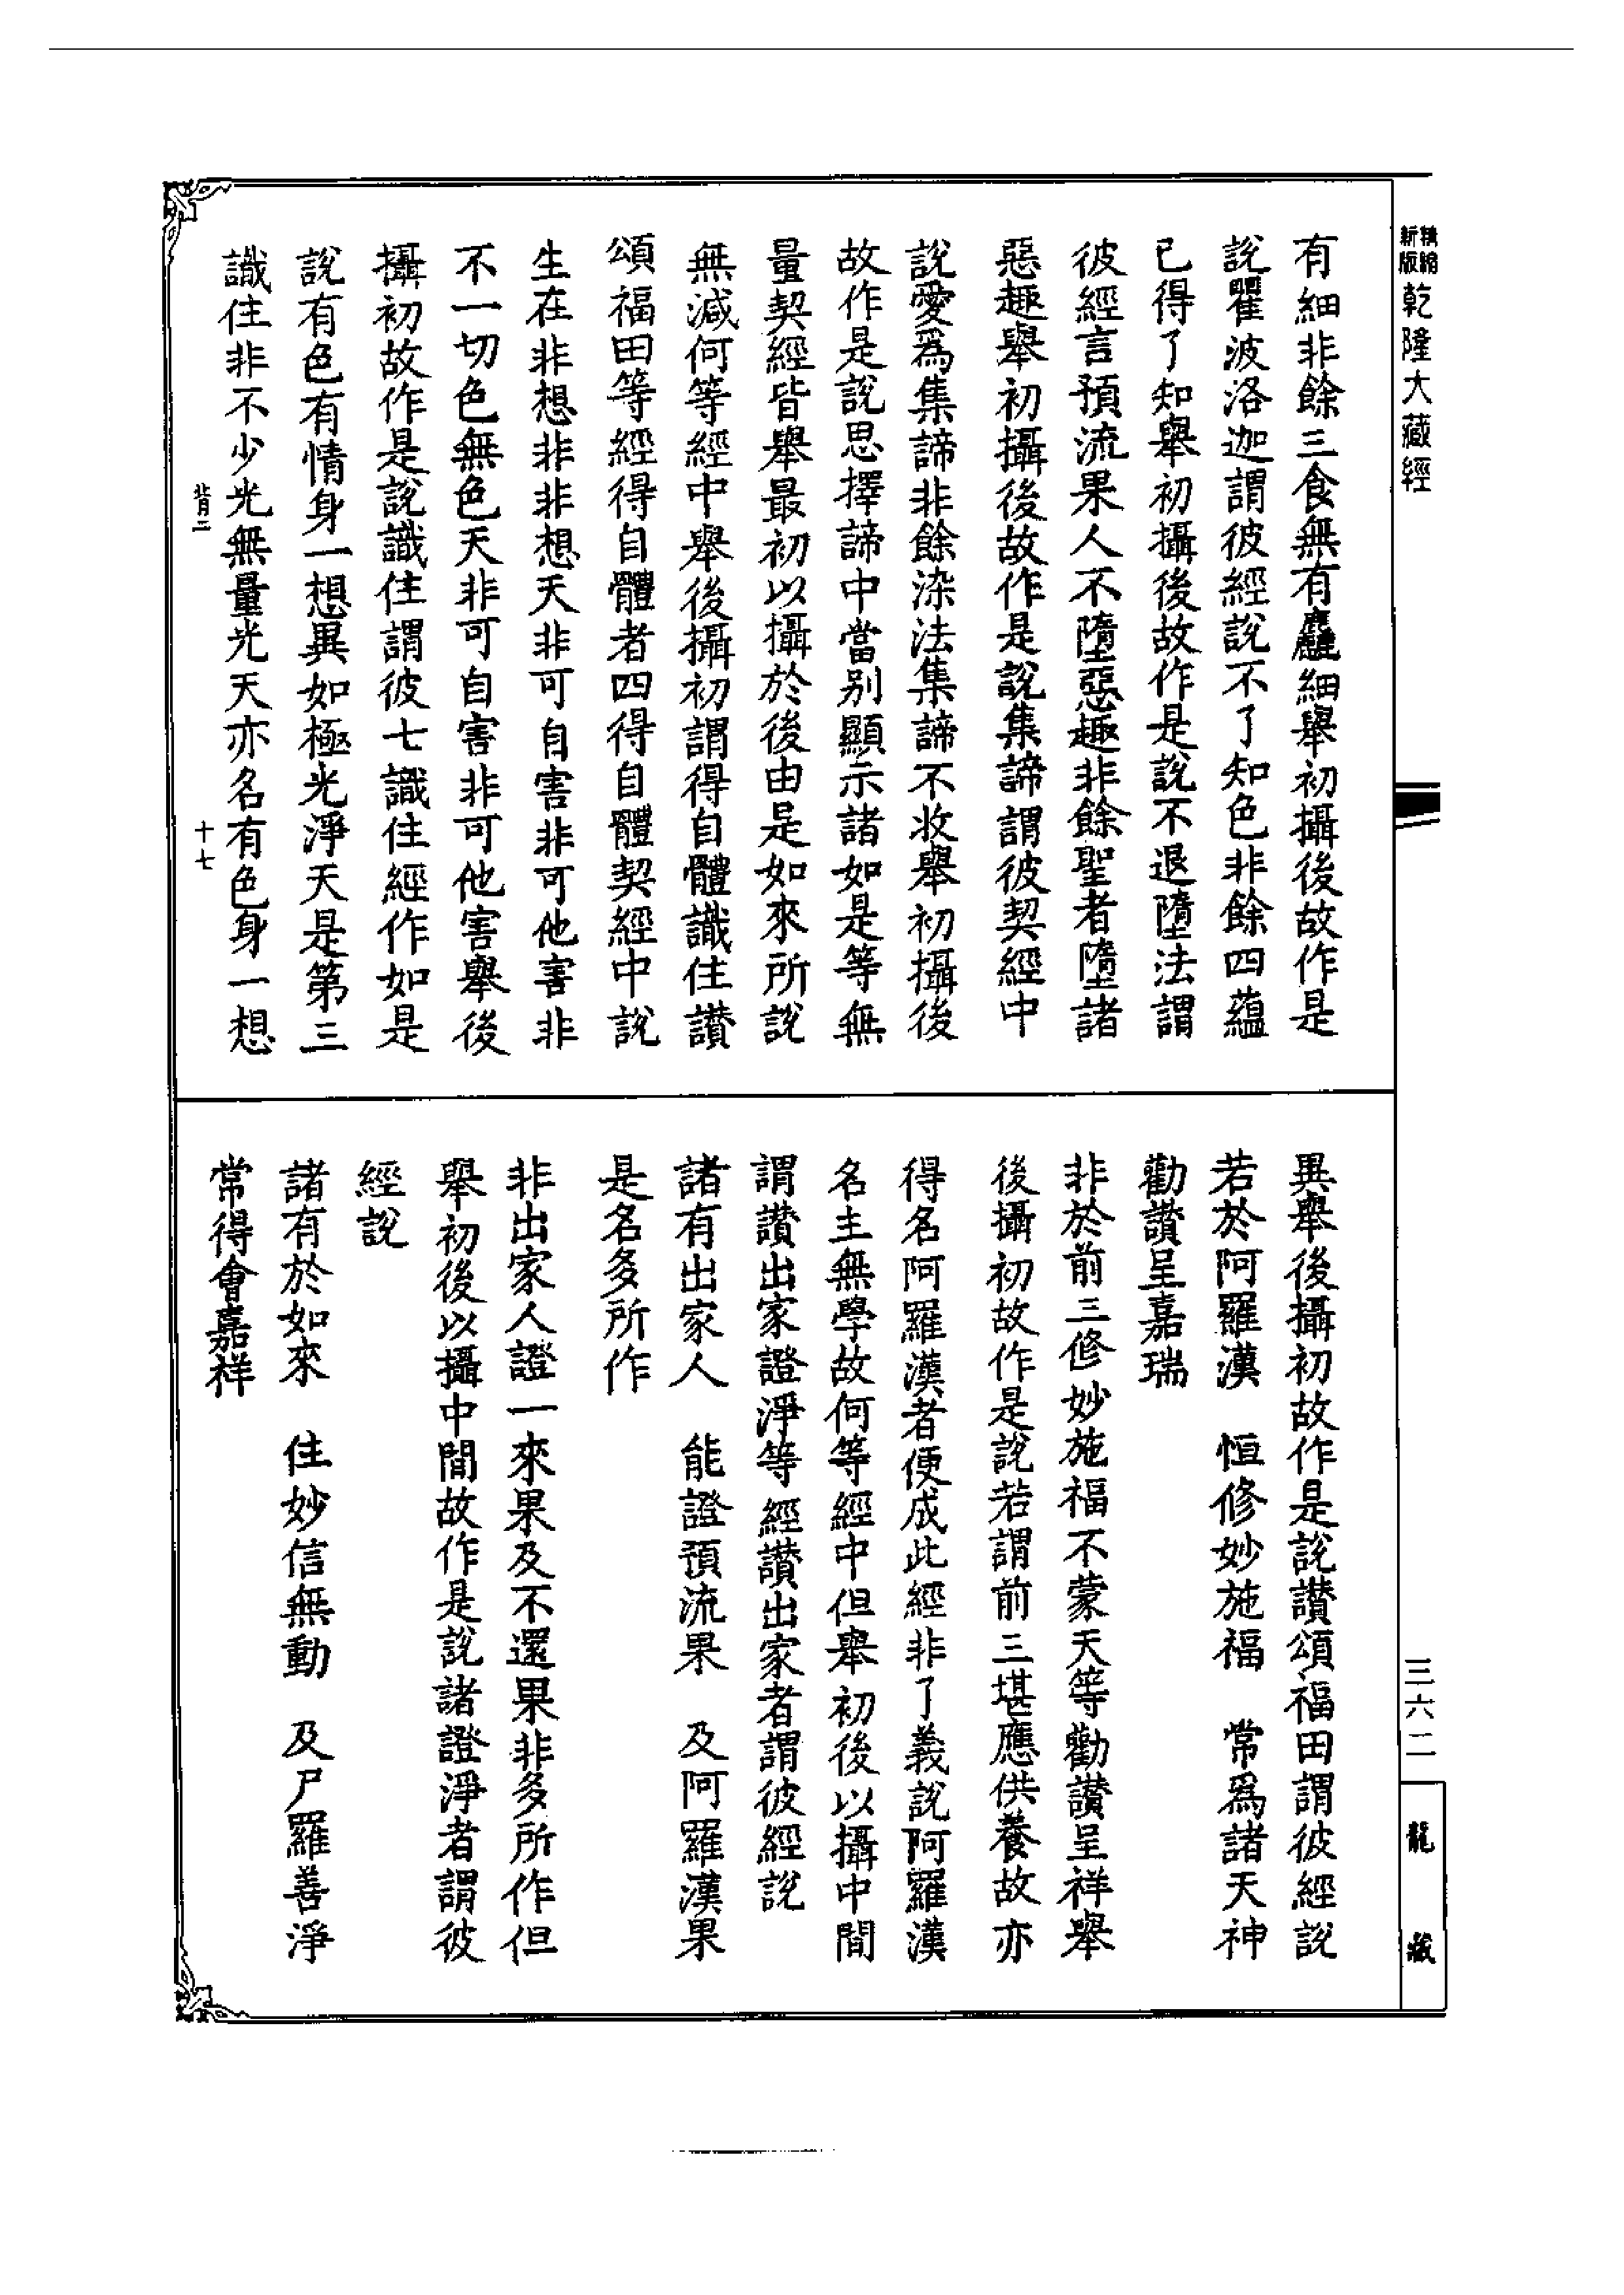 精縮新版乾隆大藏經
三六二
龍藏
有細非餘三食無有麤細舉初攝後故作是
說瞿波洛迦謂彼經說不了知色非餘四蘊
已得了知舉初攝後故作是說不退墮法謂
彼經言預流果人不墮惡趣非餘聖者墮諸
惡趣舉初攝後故作是說集諦謂彼契經中
說愛爲集諦非餘染法集諦不收舉初攝後
故作是說思擇諦中當別顯示諸如是等無
量契經皆舉最初以攝於後由是如來所說
無減何等經中舉後攝初謂得自體識住讚
頌福田等經得自體者四得自體契經中說
生在非想非非想天非可自害非可他害非
不一切色無色天非可自害非可他害舉後
攝初故作是說識住謂彼七識住經作如是
說有色有情身一想異如極光淨天是第三
識住非不少光無量光天亦名有色身一想
背二 十七
異舉後攝初故作是說讚頌福田謂彼經說
若於阿羅漢　恒修妙施福　常爲諸天神
勸讚呈嘉瑞
非於前三修妙施福不蒙天等勸讚呈祥舉
後攝初故作是說若謂前三堪應供養故亦
得名阿羅漢者便成此經非了義說阿羅漢
名主無學故何等經中但舉初後以攝中間
謂讚出家證淨等經讚出家者謂彼經說
諸有出家人　能證預流果　及阿羅漢果
是名多所作
非出家人證一來果及不還果非多所作但
舉初後以攝中間故作是說諸證淨者謂彼
經說
諸有於如來　住妙信無動　及尸羅善淨
常得會嘉祥